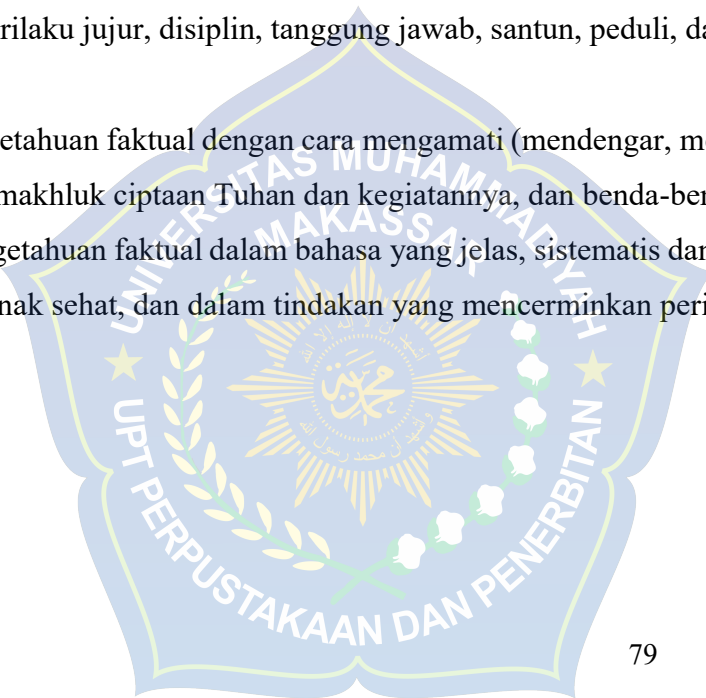 rilaku jujur, disiplin, tanggung jawab, santun, peduli, da
getahuan faktual dengan cara mengamati (mendengar, me
makhluk ciptaan Tuhan dan kegiatannya, dan benda-ber
getahuan faktual dalam bahasa yang jelas, sistematis dan
nak sehat, dan dalam tindakan yang mencerminkan peri
UNIVERSITAS MUHAMMADIYAH
MAKASSAR
UPT PERPUSTAKAAN DAN PENERBITAN
79